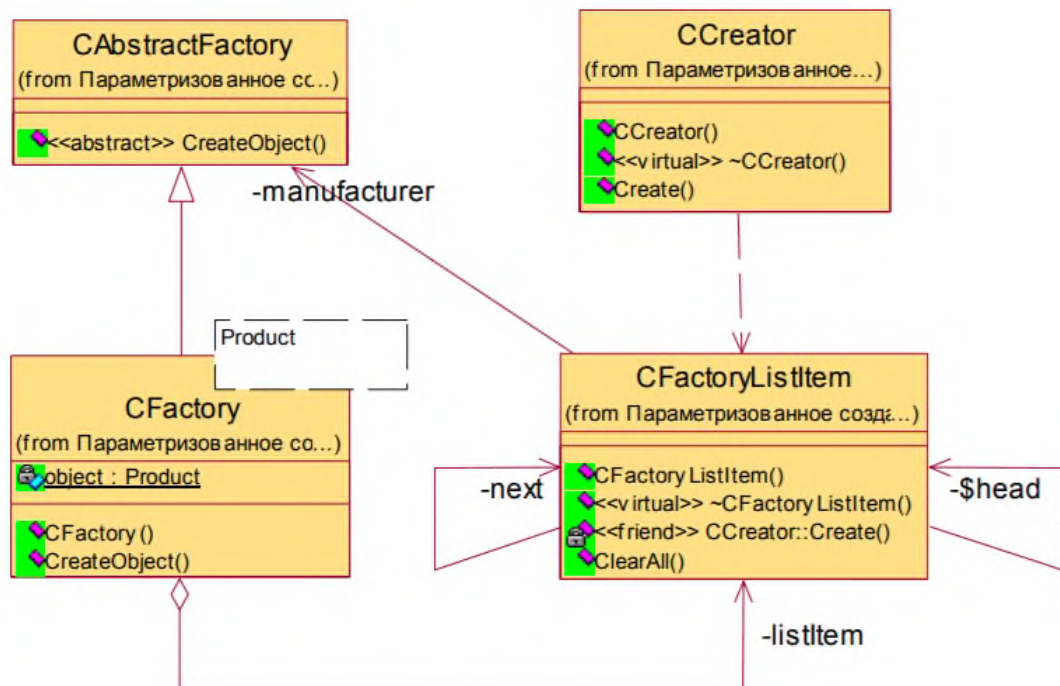 CAbstractFactory
(from Параметризованное со...)
<<abstract>> CreateObject()
CCreator
(from Параметризованное...)
CCreator()
<<virtual>> ~CCreator()
Create()
-manufacturer
Product
CFactory
(from Параметризованное со...)
object : Product
CFactory()
CreateObject()
CFactoryListItem
(from Параметризованное созда...)
CFactoryListItem()
<<virtual>> ~CFactoryListItem()
<<friend>> CCreator::Create()
ClearAll()
-next
-$head
-listItem